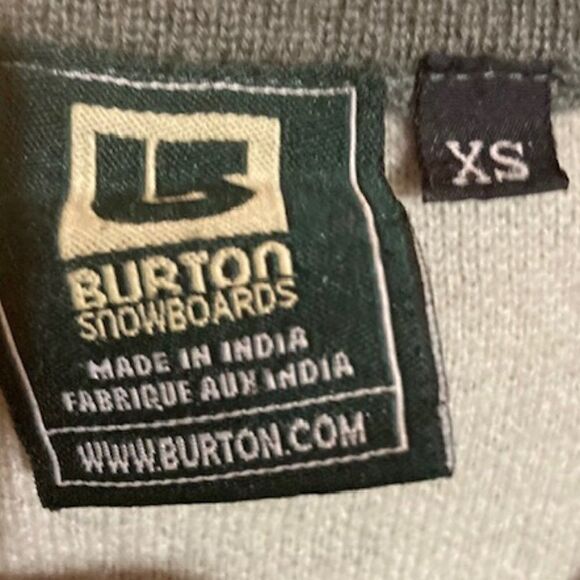 BURTON
SNOWBOARDS
MADE IN INDIA
FABRIQUE AUX INDIA
WWW.BURTON.COM
XS